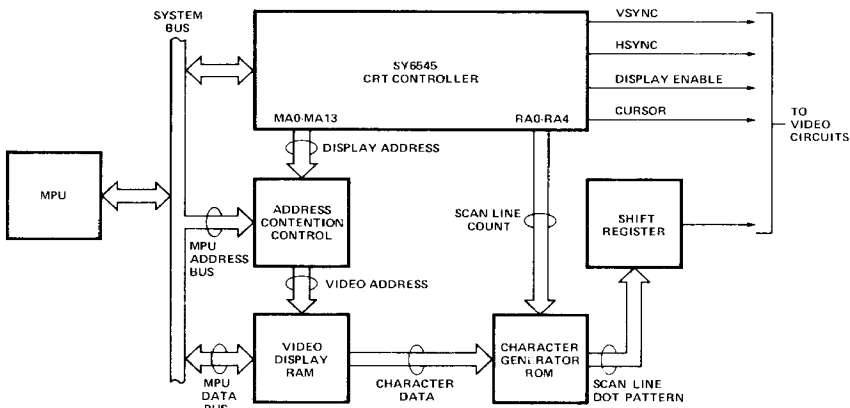 SYSTEM
BUS
SY6545
CRT CONTROLLER
MA0-MA13
RA0-RA4
VSYNC
HSYNC
DISPLAY ENABLE
CURSOR
TO
VIDEO
CIRCUITS
DISPLAY ADDRESS
MPU
ADDRESS
CONTENTION
CONTROL
MPU
ADDRESS
BUS
SCAN LINE
COUNT
SHIFT
REGISTER
VIDEO ADDRESS
VIDEO
DISPLAY
RAM
MPU
DATA
BUS
CHARACTER
DATA
CHARACTER
GENERATOR
ROM
SCAN LINE
DOT PATTERN